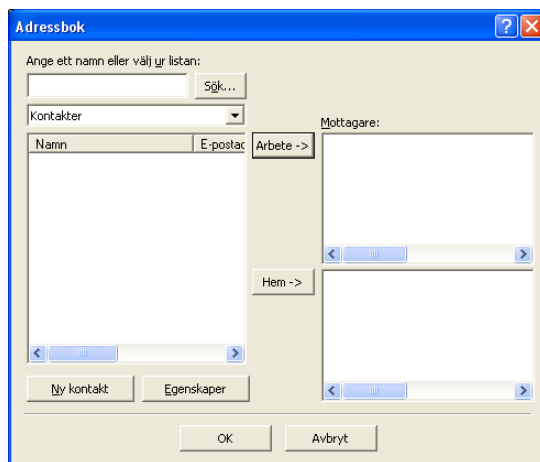 Adressbok
Ange ett namn eller välj ur listan:
Sök...
Kontakter
Namn E-postad
Arbete ->
Mottagare:
Hem ->
Ny kontakt
Egenskaper
OK
Avbryt